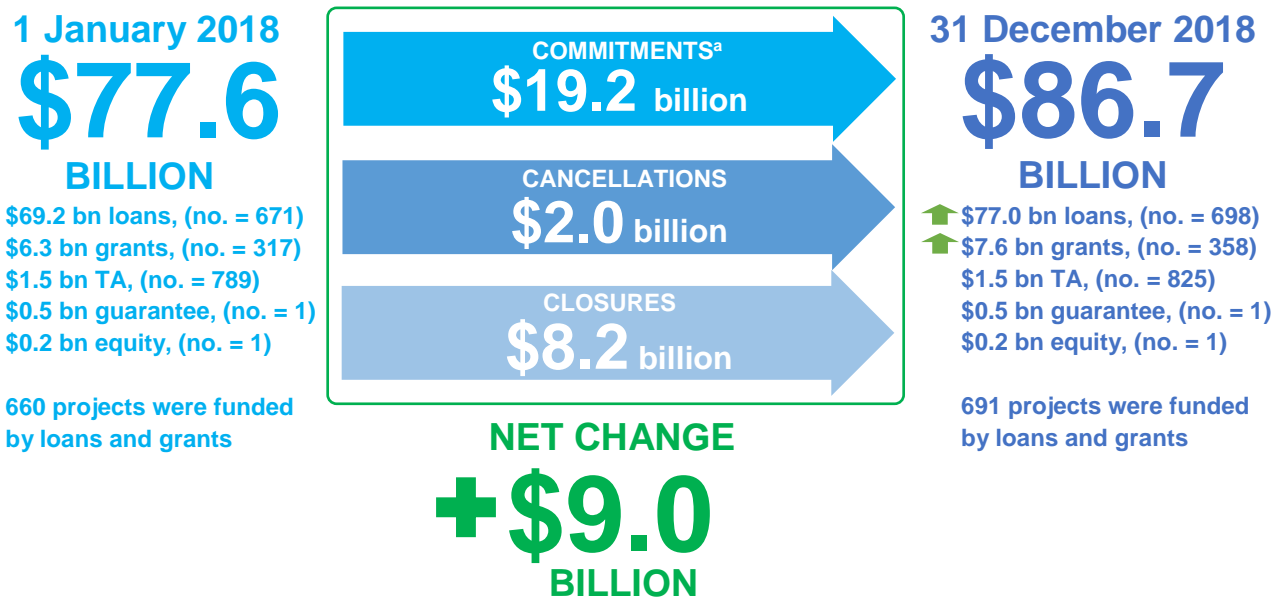 1 January 2018
$77.6
BILLION
$69.2 bn loans, (no. = 671)
$6.3 bn grants, (no. = 317)
$1.5 bn TA, (no. = 789)
$0.5 bn guarantee, (no. = 1)
$0.2 bn equity, (no. = 1)
660 projects were funded
by loans and grants
COMMITMENTSᵃ
$19.2 billion
CANCELLATIONS
$2.0 billion
CLOSURES
$8.2 billion
NET CHANGE
+$9.0
BILLION
31 December 2018
$86.7
BILLION
$77.0 bn loans, (no. = 698)
$7.6 bn grants, (no. = 358)
$1.5 bn TA, (no. = 825)
$0.5 bn guarantee, (no. = 1)
$0.2 bn equity, (no. = 1)
691 projects were funded
by loans and grants